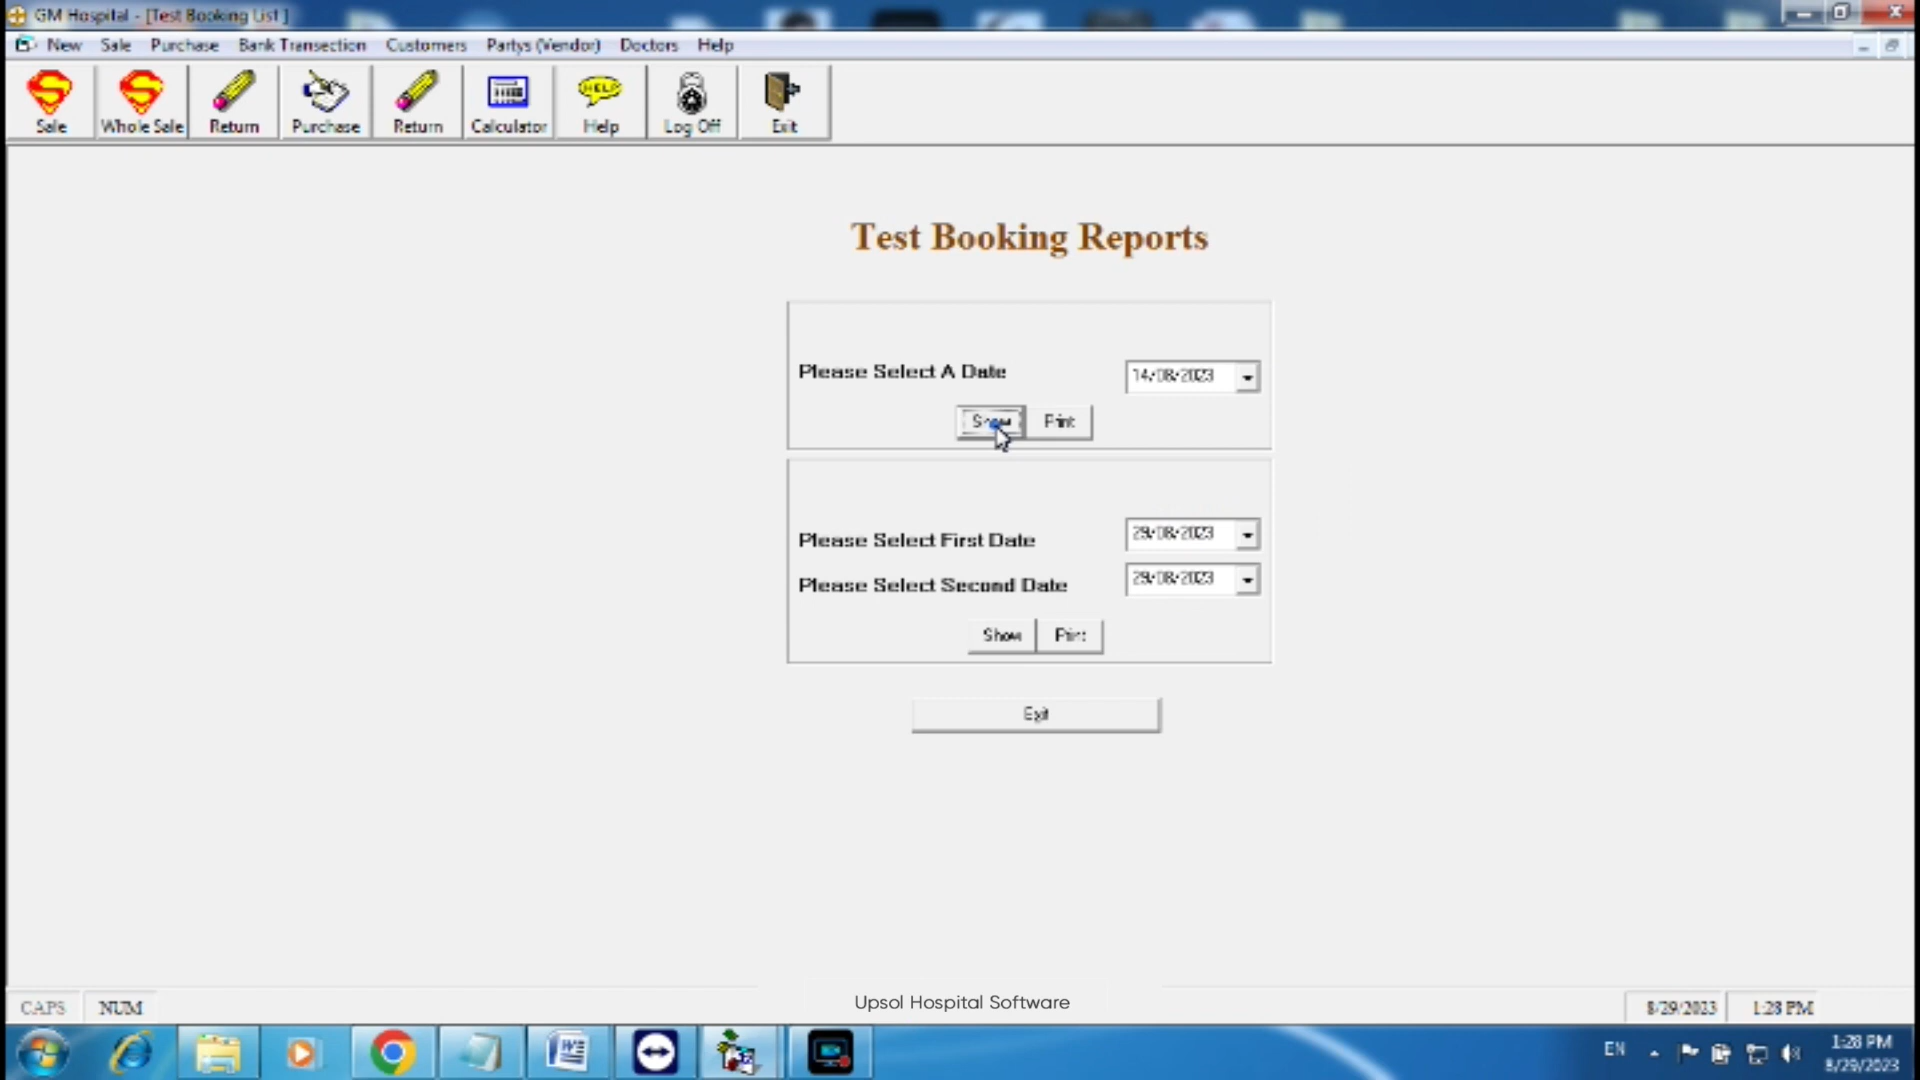 GM Hospital - [Test Booking List ]
New Sale Purchase Bank Transection Customers Partys (Vendor) Doctors Help
Sale Whole Sale Return Purchase Return Calculator Help Log Off Exit
Test Booking Reports
Please Select A Date 14/08/2023
Show Print
Please Select First Date 29/08/2023
Please Select Second Date 29/08/2023
Show Print
Exit
CAPS NUM Upsol Hospital Software 8/29/2023 1:28 PM
EN 1:28 PM
8/29/2023